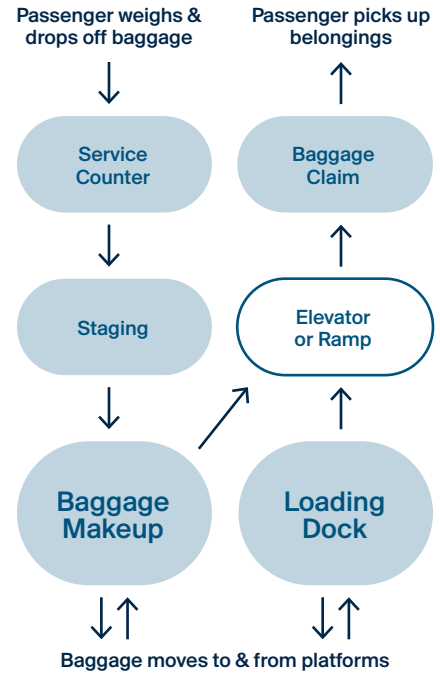 Passenger weighs &
drops off baggage
Passenger picks up
belongings
Service
Counter
Baggage
Claim
Staging
Elevator
or Ramp
Baggage
Makeup
Loading
Dock
Baggage moves to & from platforms